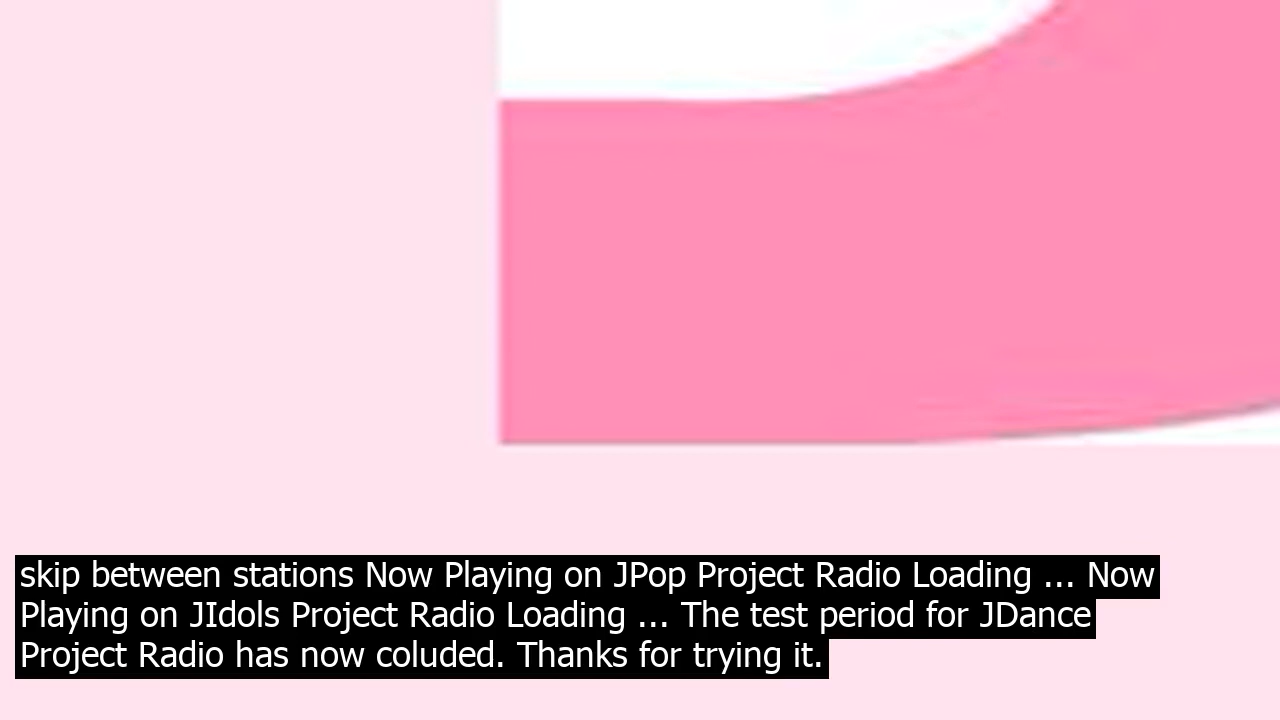 skip between stations Now Playing on JPop Project Radio Loading ... Now
Playing on JIdols Project Radio Loading ... The test period for JDance
Project Radio has now coluded. Thanks for trying it.